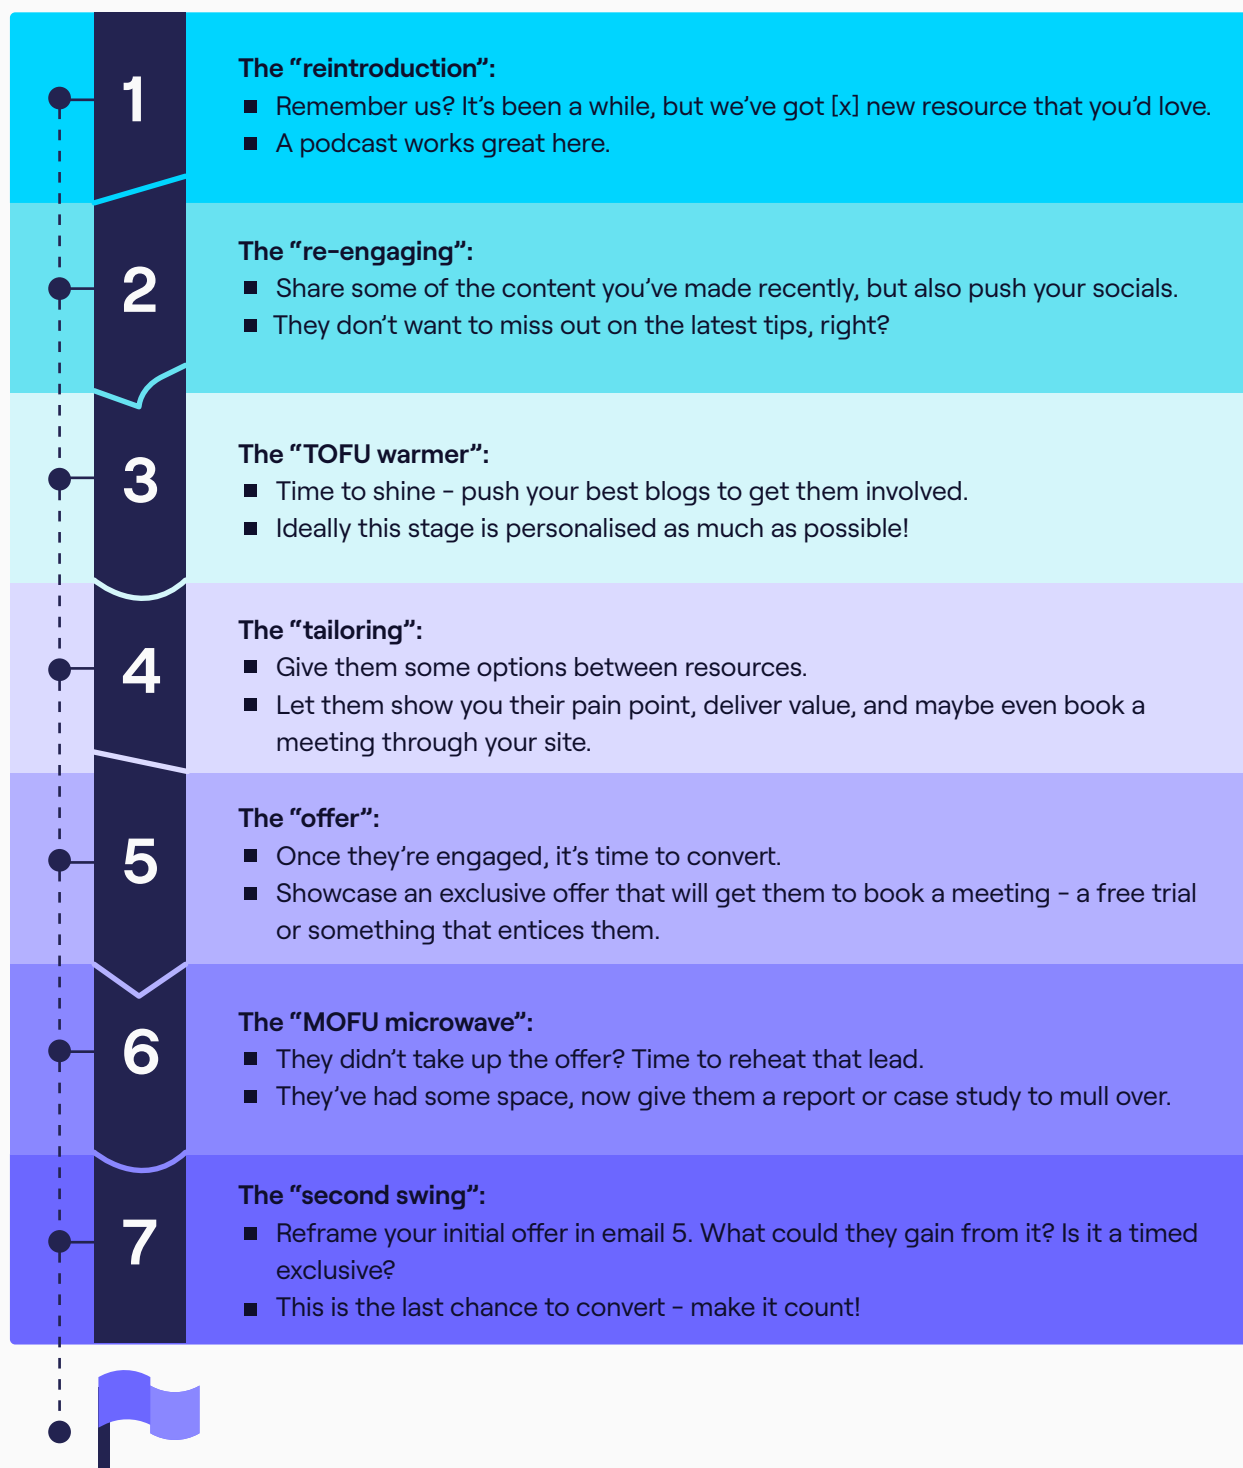 1
The “reintroduction”:
■ Remember us? It’s been a while, but we’ve got [x] new resource that you’d love.
■ A podcast works great here.
2
The “re-engaging”:
■ Share some of the content you’ve made recently, but also push your socials.
■ They don’t want to miss out on the latest tips, right?
3
The “TOFU warmer”:
■ Time to shine - push your best blogs to get them involved.
■ Ideally this stage is personalised as much as possible!
4
The “tailoring”:
■ Give them some options between resources.
■ Let them show you their pain point, deliver value, and maybe even book a
meeting through your site.
5
The “offer”:
■ Once they’re engaged, it’s time to convert.
■ Showcase an exclusive offer that will get them to book a meeting - a free trial
or something that entices them.
6
The “MOFU microwave”:
■ They didn’t take up the offer? Time to reheat that lead.
■ They’ve had some space, now give them a report or case study to mull over.
7
The “second swing”:
■ Reframe your initial offer in email 5. What could they gain from it? Is it a timed
exclusive?
■ This is the last chance to convert - make it count!